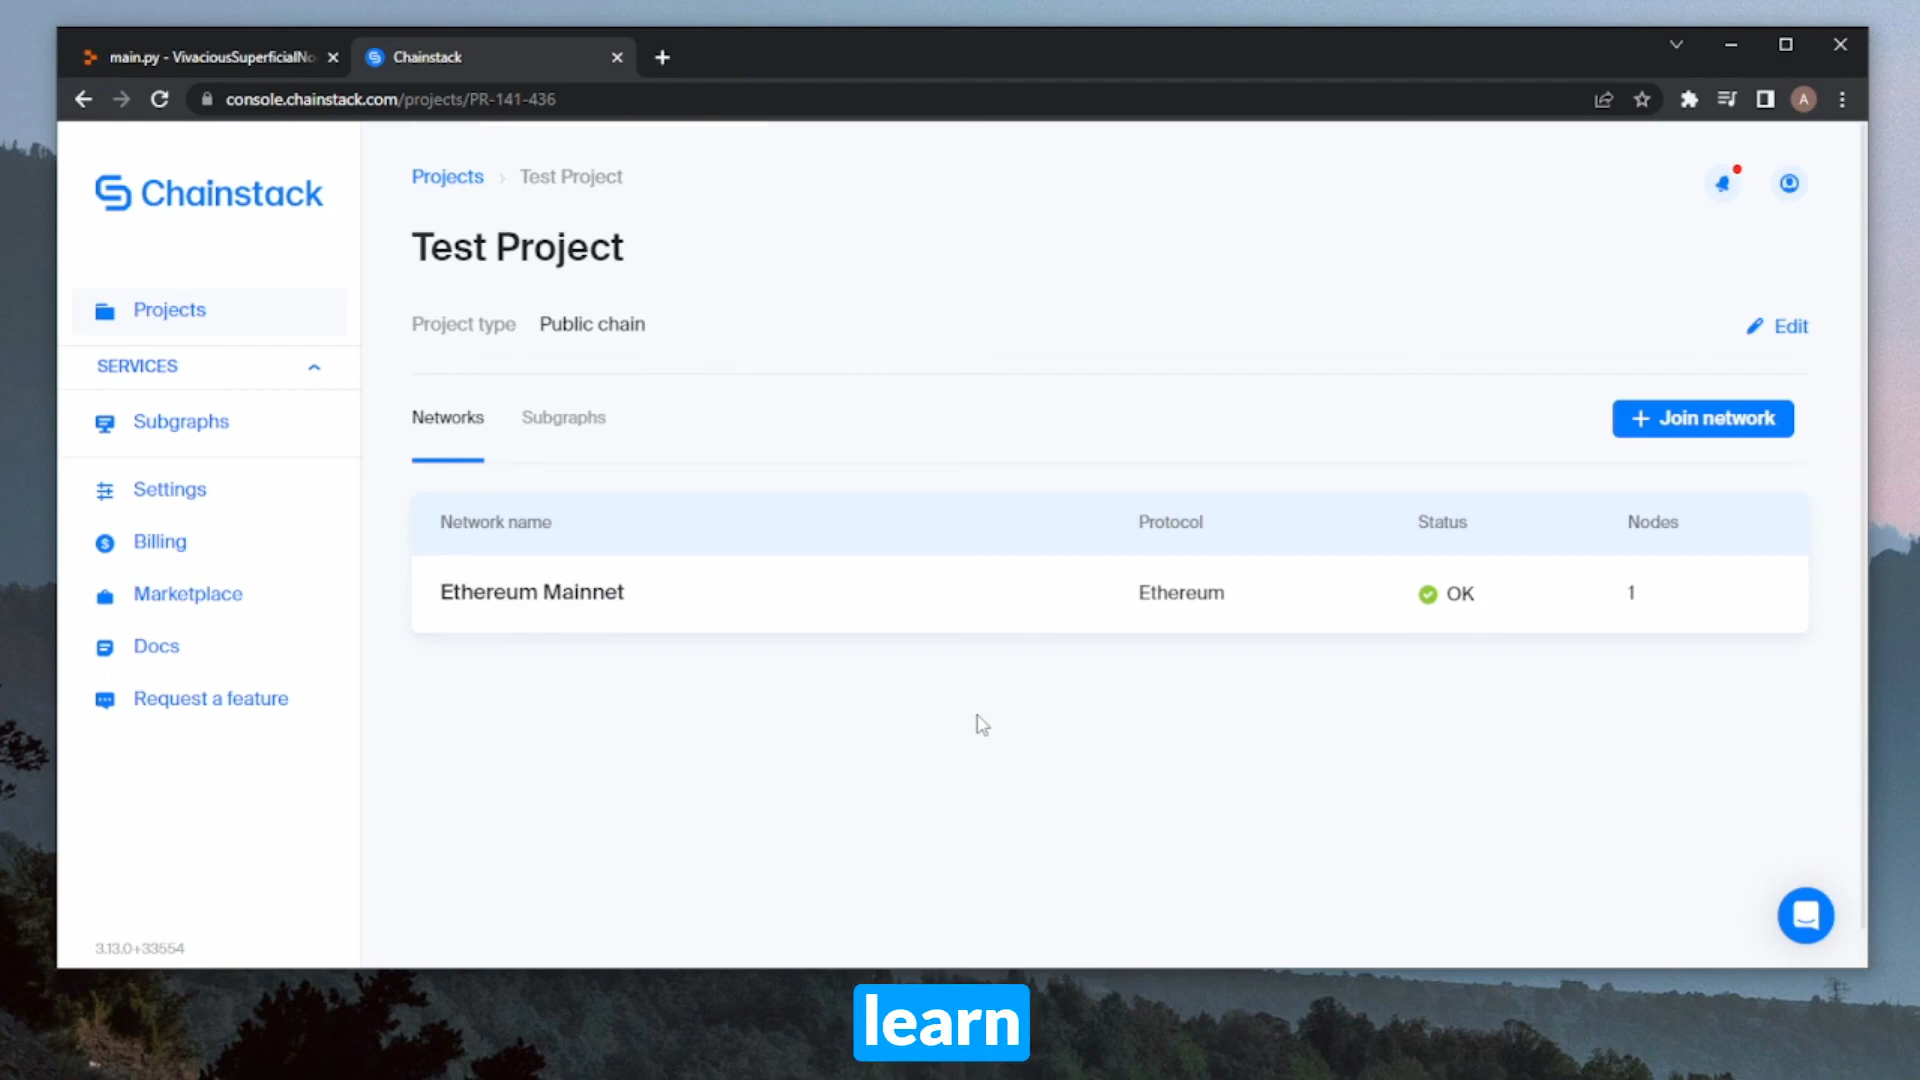 main.py - VivaciousSuperficialNo
Chainstack
console.chainstack.com/projects/PR-141-436
A
Chainstack
Projects
SERVICES
Subgraphs
Settings
Billing
Marketplace
Docs
Request a feature
3.13.0+33554
Projects › Test Project
Test Project
Project type Public chain
Edit
Networks Subgraphs
+ Join network
Network name Protocol Status Nodes
Ethereum Mainnet Ethereum OK 1
learn